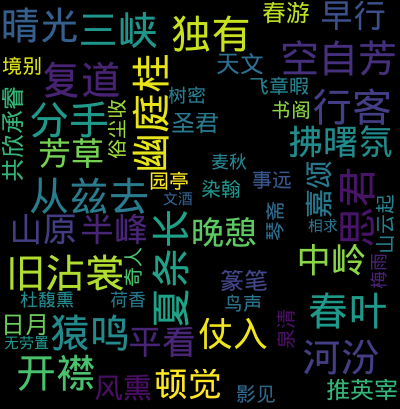 晴光
三峡
独有
春游
早行
境别
复道
幽庭桂
天文
空自芳
飞章暇
树密
书阁
行客
共欣承睿
分手
俗尘收
圣君
拂曙氛
芳草
麦秋
园亭
染翰
事远
嘉颂
思君
从兹去
文酒
琴斋
相求
山云起
山原
半峰
夏条长
晚憩
中岭
梅雨
旧沾裳
奇人
篆笔
鸟声
杜馥熏
荷香
春叶
日月
无劳置
猿鸣
平看
仗入
泉清
河汾
开襟
风熏
顿觉
影见
推英宰